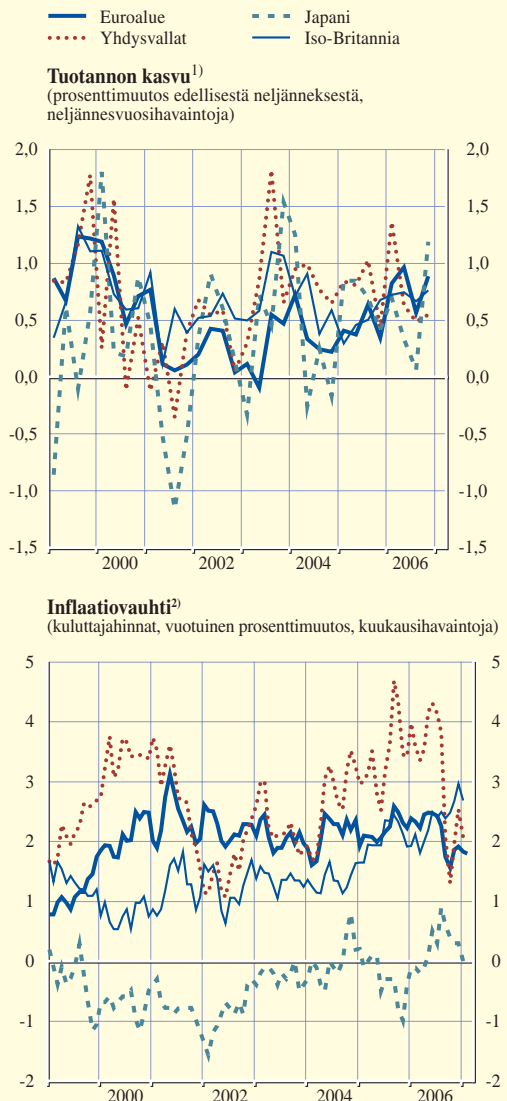 Euroalue
Japani
Yhdysvallat
Iso-Britannia
Tuotannon kasvu1)
(prosenttimuutos edellisestä neljänneksestä,
neljännesvuosihavaintoja)
2,0 2,0
1,5 1,5
1,0 1,0
0,5 0,5
0,0 0,0
-0,5 -0,5
-1,0 -1,0
-1,5 -1,5
2000 2002 2004 2006
Inflaatiovauhti2)
(kuluttajahinnat, vuotuinen prosenttimuutos, kuukausihavaintoja)
5 5
4 4
3 3
2 2
1 1
0 0
-1 -1
-2 -2
2000 2002 2004 2006